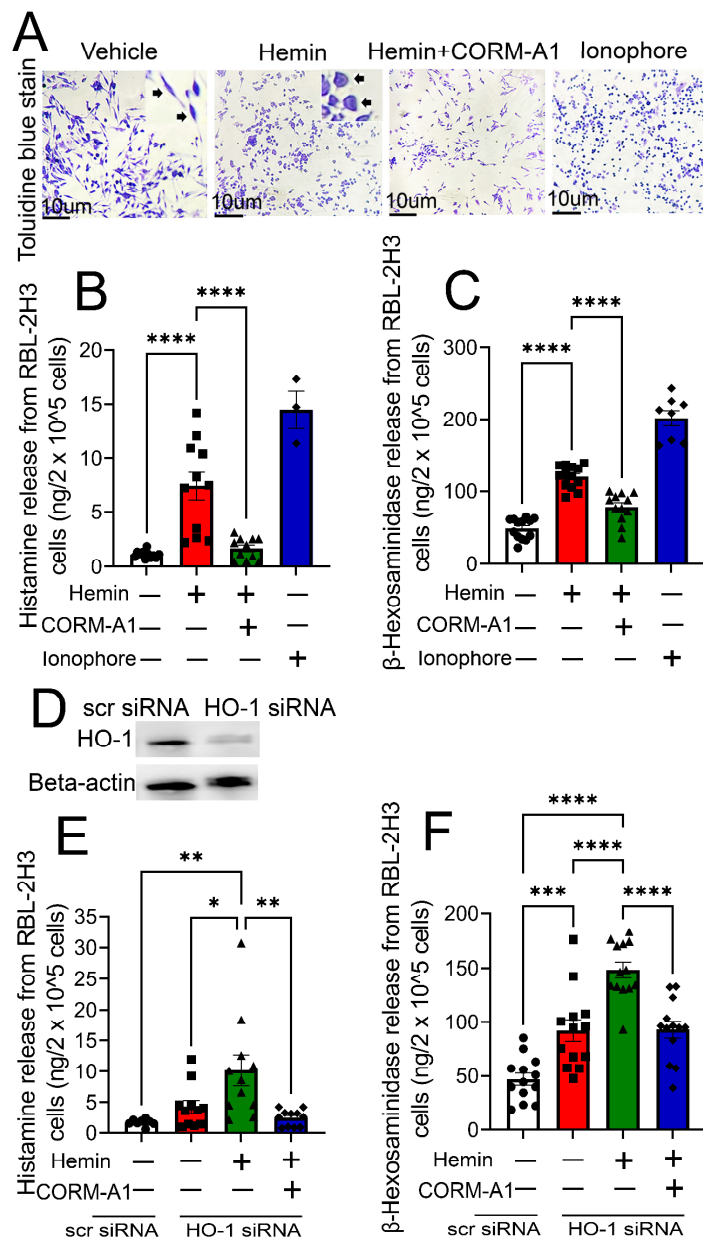 A
Vehicle Hemin Hemin+CORM-A1 Ionophore
Toluidine blue stain
10um 10um 10um 10um
B
Histamine release from RBL-2H3
cells (ng/2 x 10^5 cells)
**** ****
20
15
10
5
0
Hemin — + + —
CORM-A1 — — + —
Ionophore — — — +
C
β-Hexosaminidase release from RBL-2H3
cells (ng/2 x 10^5 cells)
**** ****
300
200
100
0
Hemin — + + —
CORM-A1 — — + —
Ionophore — — — +
D
scr siRNA HO-1 siRNA
HO-1
Beta-actin
E
Histamine release from RBL-2H3
cells (ng/2 x 10^5 cells)
**
* **
35
30
25
20
15
10
5
0
Hemin — — + +
CORM-A1 — — — +
scr siRNA HO-1 siRNA
F
β-Hexosaminidase release from RBL-2H3
cells (ng/2 x 10^5 cells)
****
****
*** ****
200
150
100
50
0
Hemin — — + +
CORM-A1 — — — +
scr siRNA HO-1 siRNA